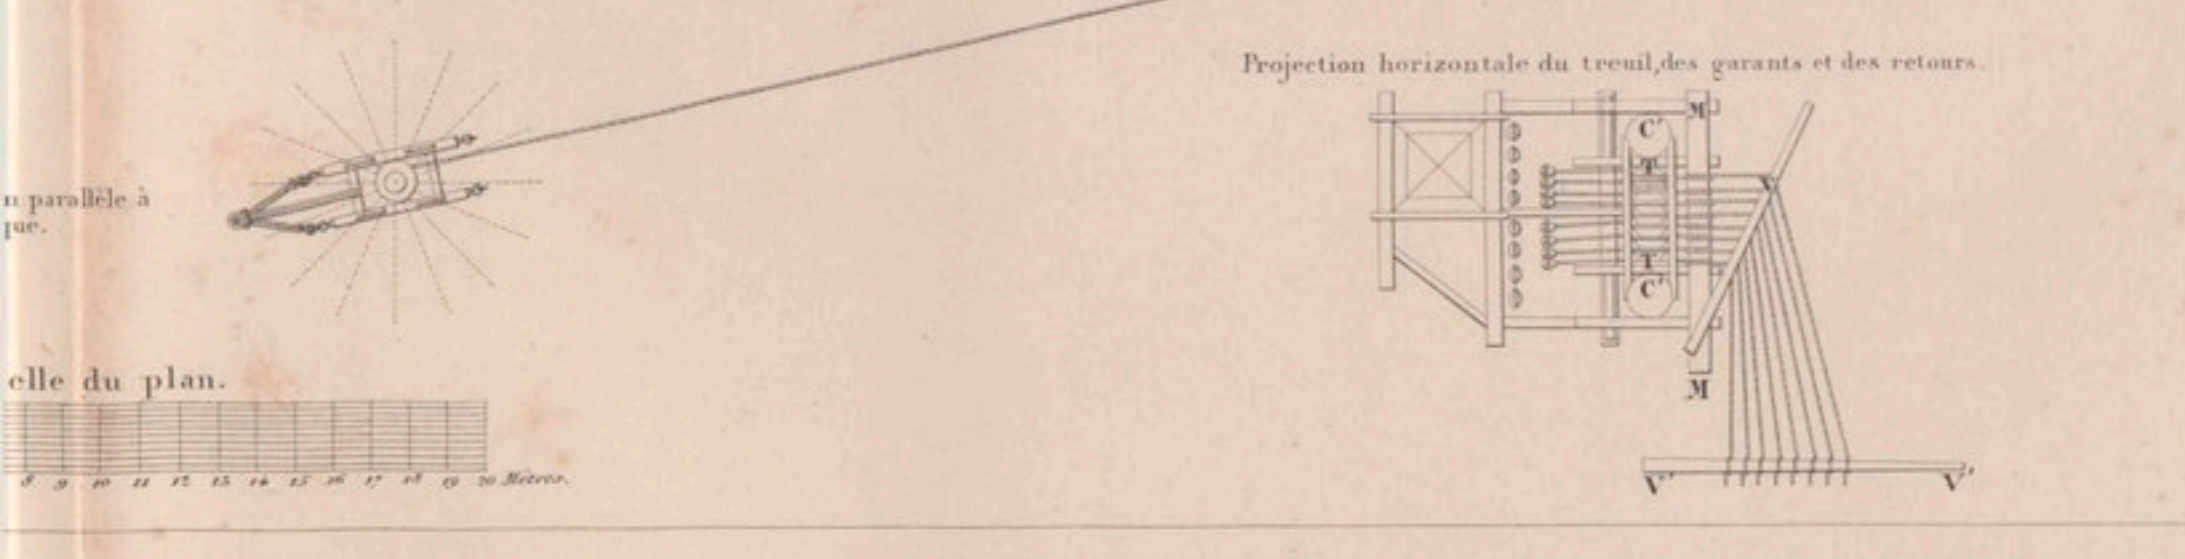 Projection horizontale du treuil, des garants et des retours.
M
C'
T
T
C'
M
V' V'
n parallèle à
que.
elle du plan.
8 9 10 11 12 13 14 15 16 17 18 19 20 Mètres.